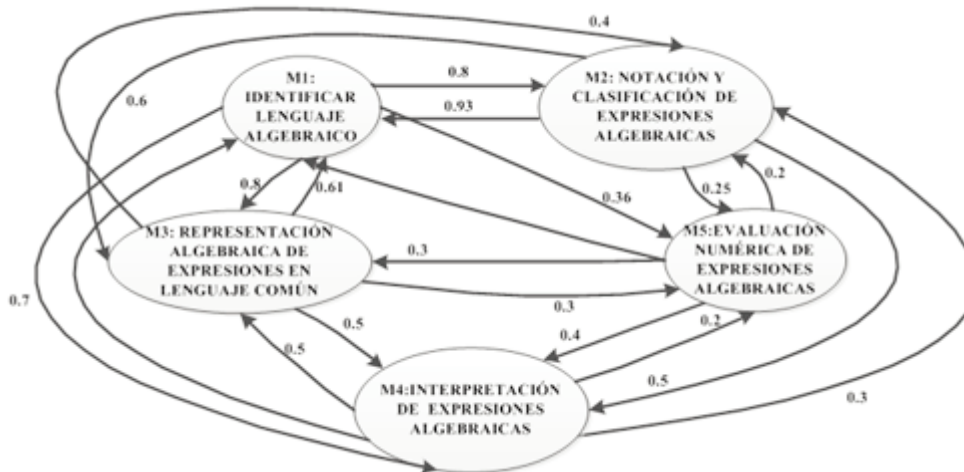 0.4
M1:
IDENTIFICAR
LENGUAJE
ALGEBRAICO
0.8
0.93
M2: NOTACIÓN Y
CLASIFICACIÓN DE
EXPRESIONES
ALGEBRAICAS
0.6
0.8
0.61
0.36
0.25
0.2
M3: REPRESENTACIÓN
ALGEBRAICA DE
EXPRESIONES EN
LENGUAJE COMÚN
0.3
M5:EVALUACIÓN
NUMÉRICA DE
EXPRESIONES
ALGEBRAICAS
0.7
0.3
0.5
0.5
0.4
0.2
M4:INTERPRETACIÓN
DE EXPRESIONES
ALGEBRAICAS
0.5
0.3